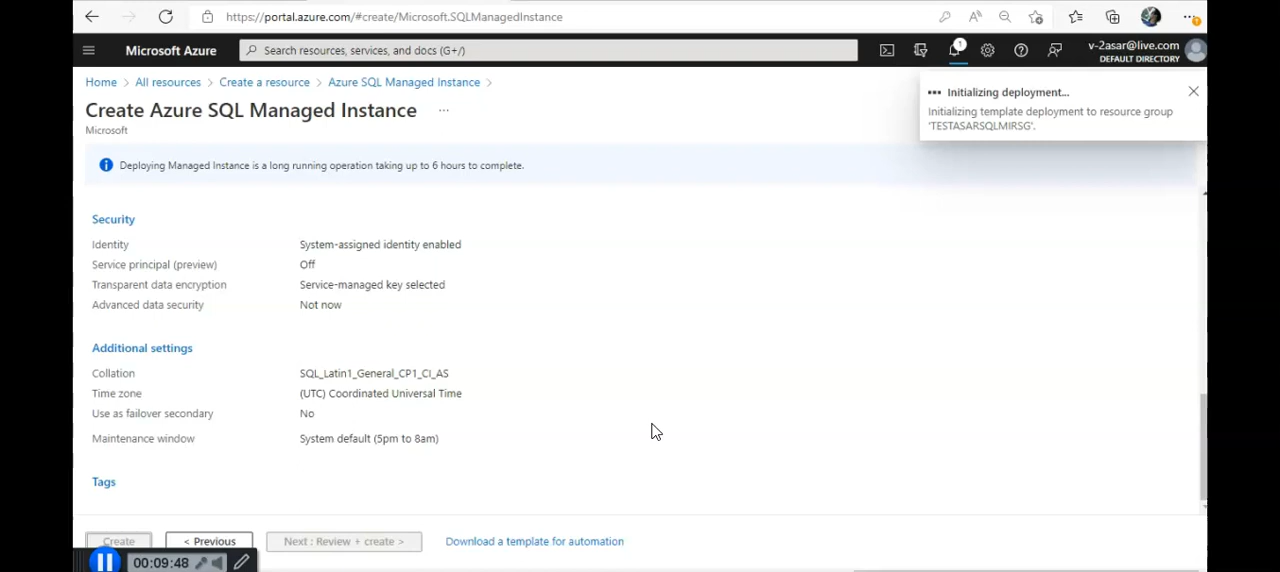 https://portal.azure.com/#create/Microsoft.SQLManagedInstance
Microsoft Azure
Search resources, services, and docs (G+/)
1
v-2asar@live.com
DEFAULT DIRECTORY
Home > All resources > Create a resource > Azure SQL Managed Instance >
Create Azure SQL Managed Instance ...
Microsoft
Initializing deployment...
Initializing template deployment to resource group
'TESTASARSQLMIRSG'.
Deploying Managed Instance is a long running operation taking up to 6 hours to complete.
Security
Identity System-assigned identity enabled
Service principal (preview) Off
Transparent data encryption Service-managed key selected
Advanced data security Not now
Additional settings
Collation SQL_Latin1_General_CP1_CI_AS
Time zone (UTC) Coordinated Universal Time
Use as failover secondary No
Maintenance window System default (5pm to 8am)
Tags
Create < Previous Next : Review + create > Download a template for automation
00:09:48